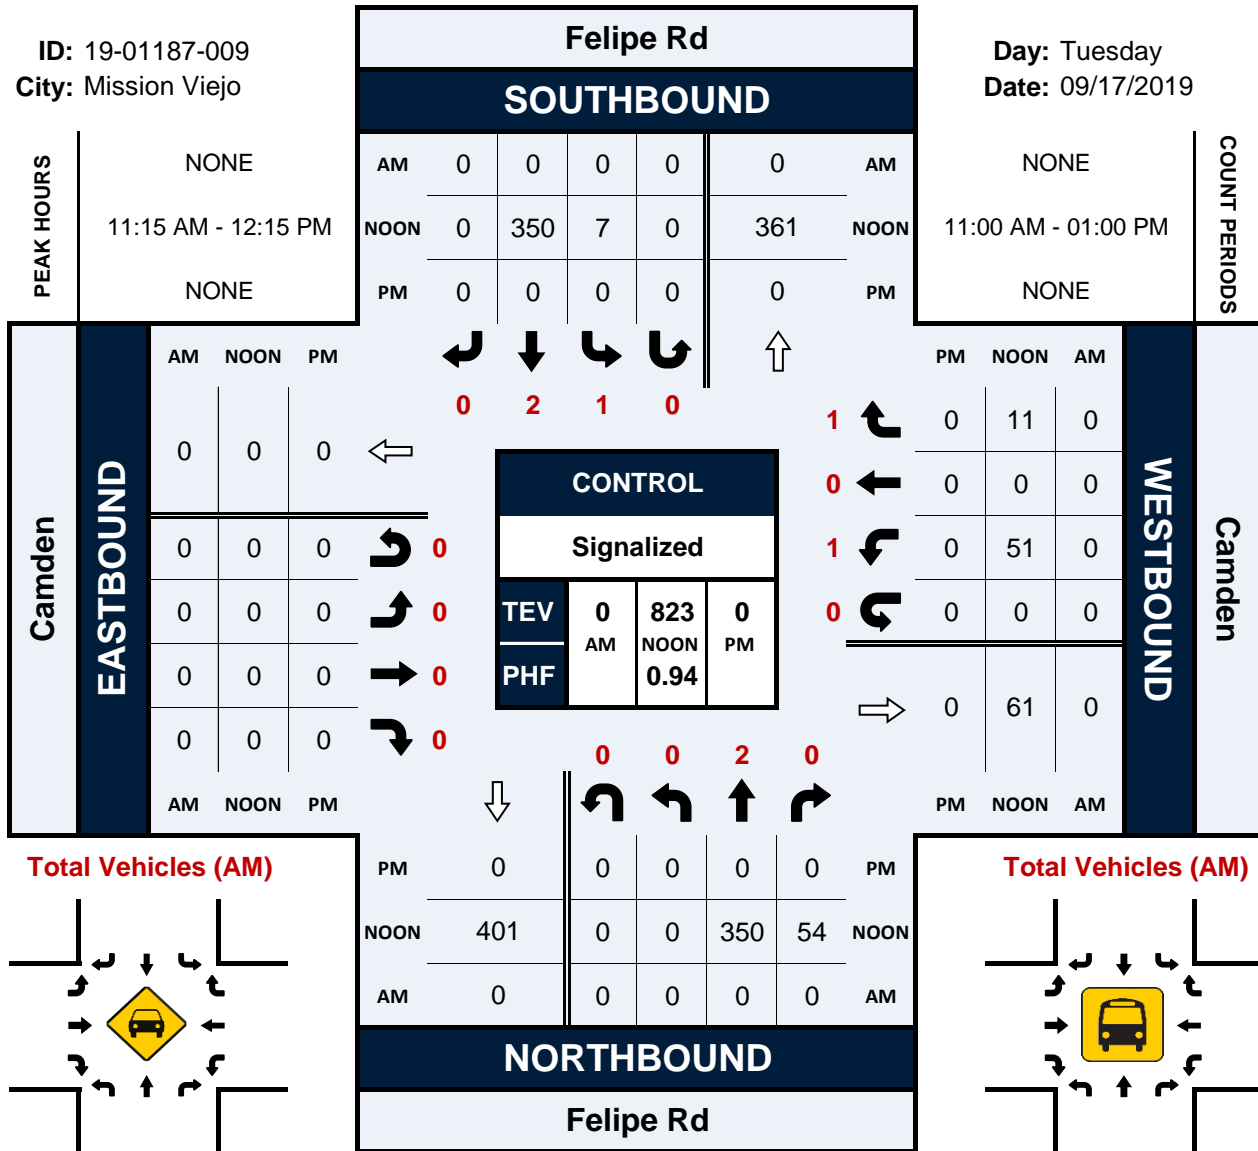 Felipe Rd
ID: 19-01187-009
City: Mission Viejo
Day: Tuesday
Date: 09/17/2019
SOUTHBOUND
PEAK HOURS
NONE
11:15 AM - 12:15 PM
NONE
AM 0 0 0 0 0 AM
NOON 0 350 7 0 361 NOON
PM 0 0 0 0 0 PM
NONE
11:00 AM - 01:00 PM
NONE
COUNT PERIODS
0 2 1 0
Camden
EASTBOUND
AM NOON PM
0 0 0
0 0 0 0
0 0 0 0
0 0 0 0
0 0 0 0
AM NOON PM
CONTROL
Signalized
TEV 0 823 0
AM NOON PM
PHF 0.94
PM NOON AM
1 0 11 0
0 0 0 0
1 0 51 0
0 0 0 0
0 61 0
PM NOON AM
WESTBOUND
Camden
0 0 2 0
PM 0 0 0 0 0 PM
NOON 401 0 0 350 54 NOON
AM 0 0 0 0 0 AM
NORTHBOUND
Felipe Rd
Total Vehicles (AM)
Total Vehicles (AM)